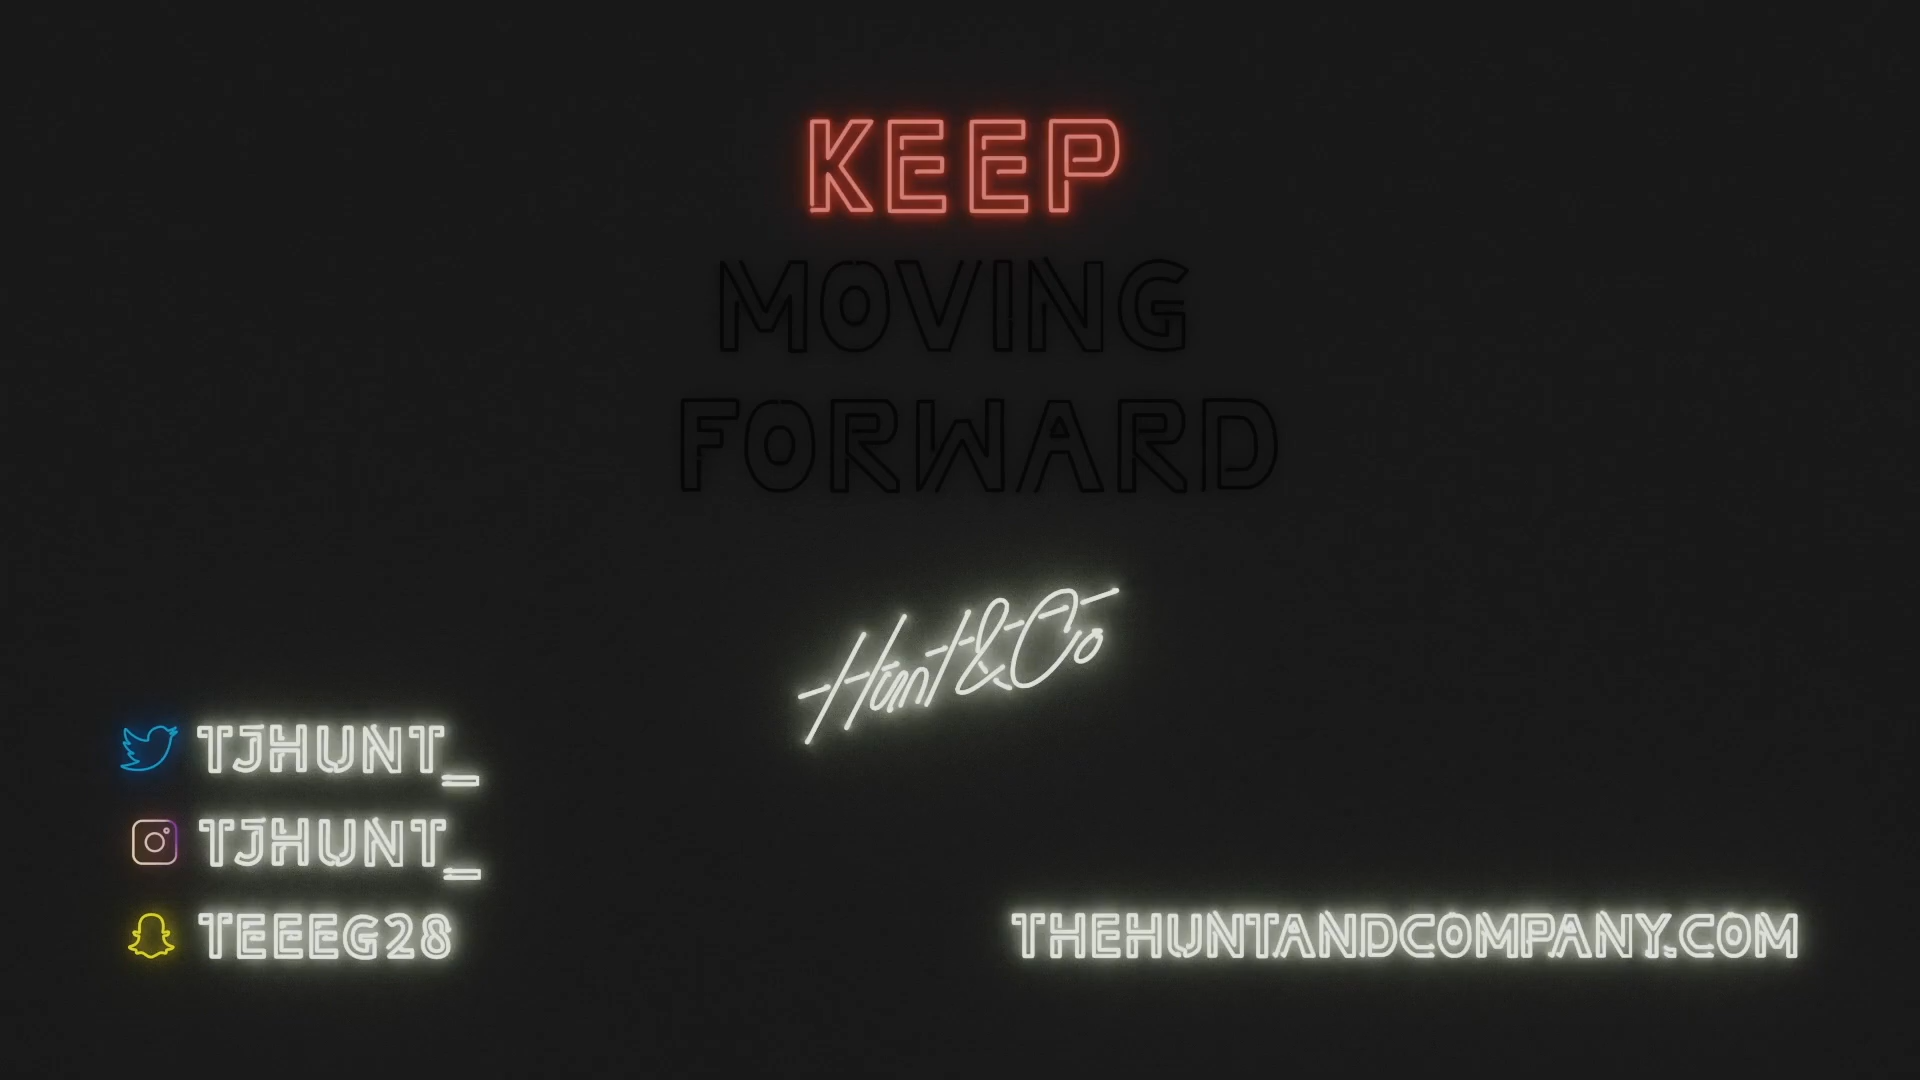 KEEP
MOVING
FORWARD
Hunt&Co
TJHUNT_
TJHUNT_
TEEEG28
THEHUNTANDCOMPANY.COM